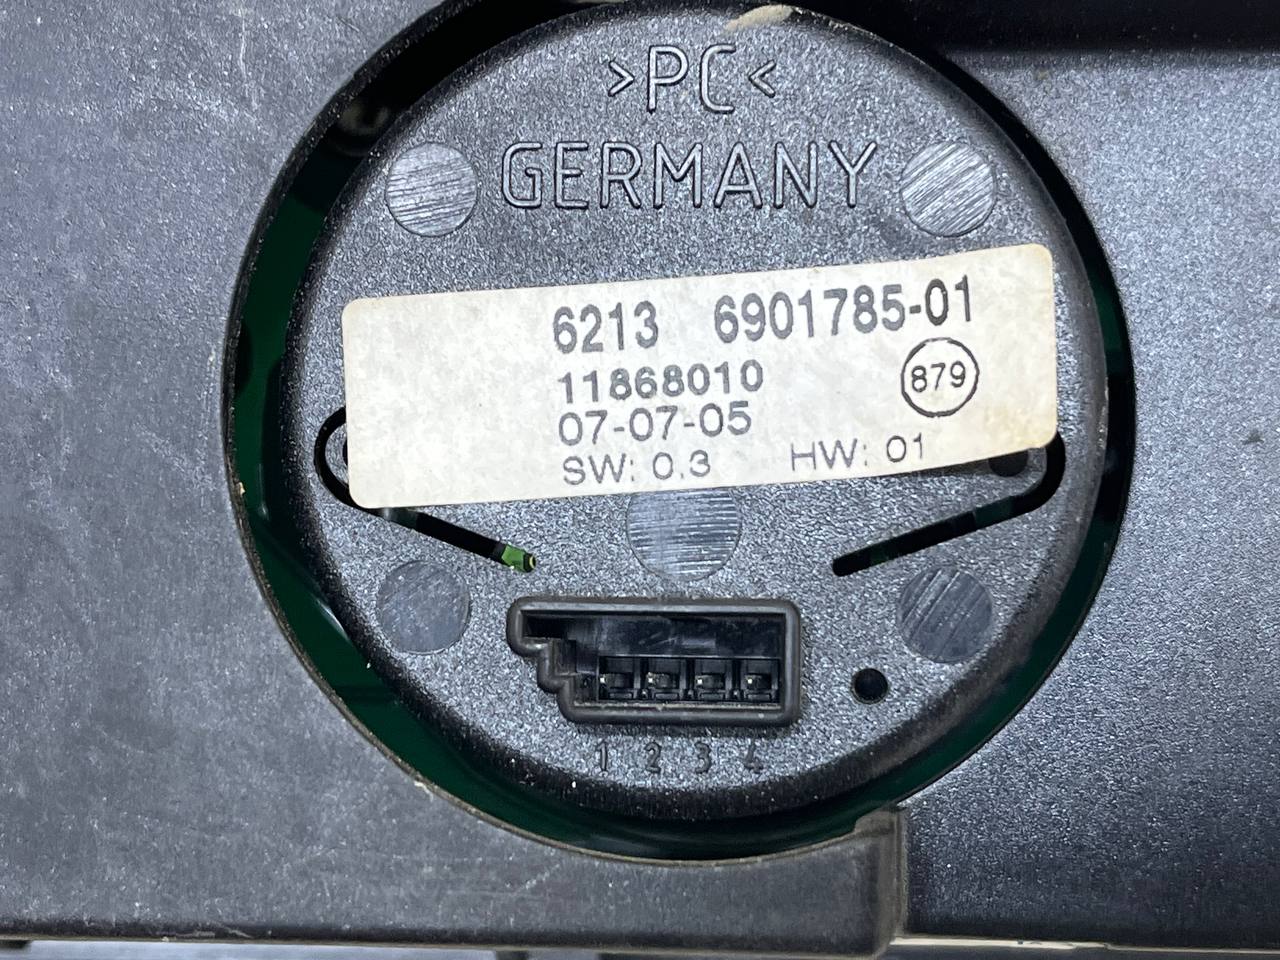 >PC<
GERMANY
6213 6901785-01
11868010
879
07-07-05
SW: 0.3 HW: 01
1 2 3 4